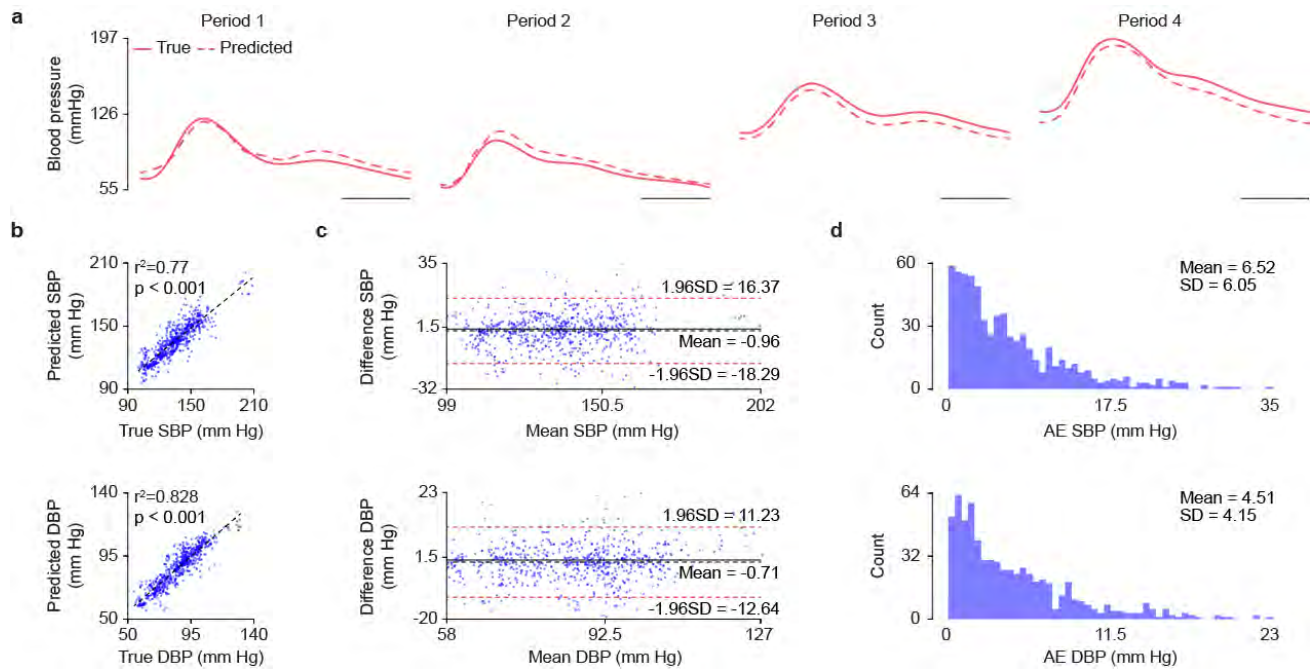 a
Period 1
Period 2
Period 3
Period 4
197
126
55
Blood pressure
(mmHg)
True
Predicted
b
210
150
90
Predicted SBP
(mm Hg)
r²=0.77
p < 0.001
90
150
210
True SBP (mm Hg)
c
35
1.5
-32
Difference SBP
(mm Hg)
1.96SD = 16.37
Mean = -0.96
-1.96SD = -18.29
99
150.5
202
Mean SBP (mm Hg)
d
60
30
0
Count
Mean = 6.52
SD = 6.05
0
17.5
35
AE SBP (mm Hg)
140
95
50
Predicted DBP
(mm Hg)
r²=0.828
p < 0.001
50
95
140
True DBP (mm Hg)
23
1.5
-20
Difference DBP
(mm Hg)
1.96SD = 11.23
Mean = -0.71
-1.96SD = -12.64
58
92.5
127
Mean DBP (mm Hg)
64
32
0
Count
Mean = 4.51
SD = 4.15
0
11.5
23
AE DBP (mm Hg)